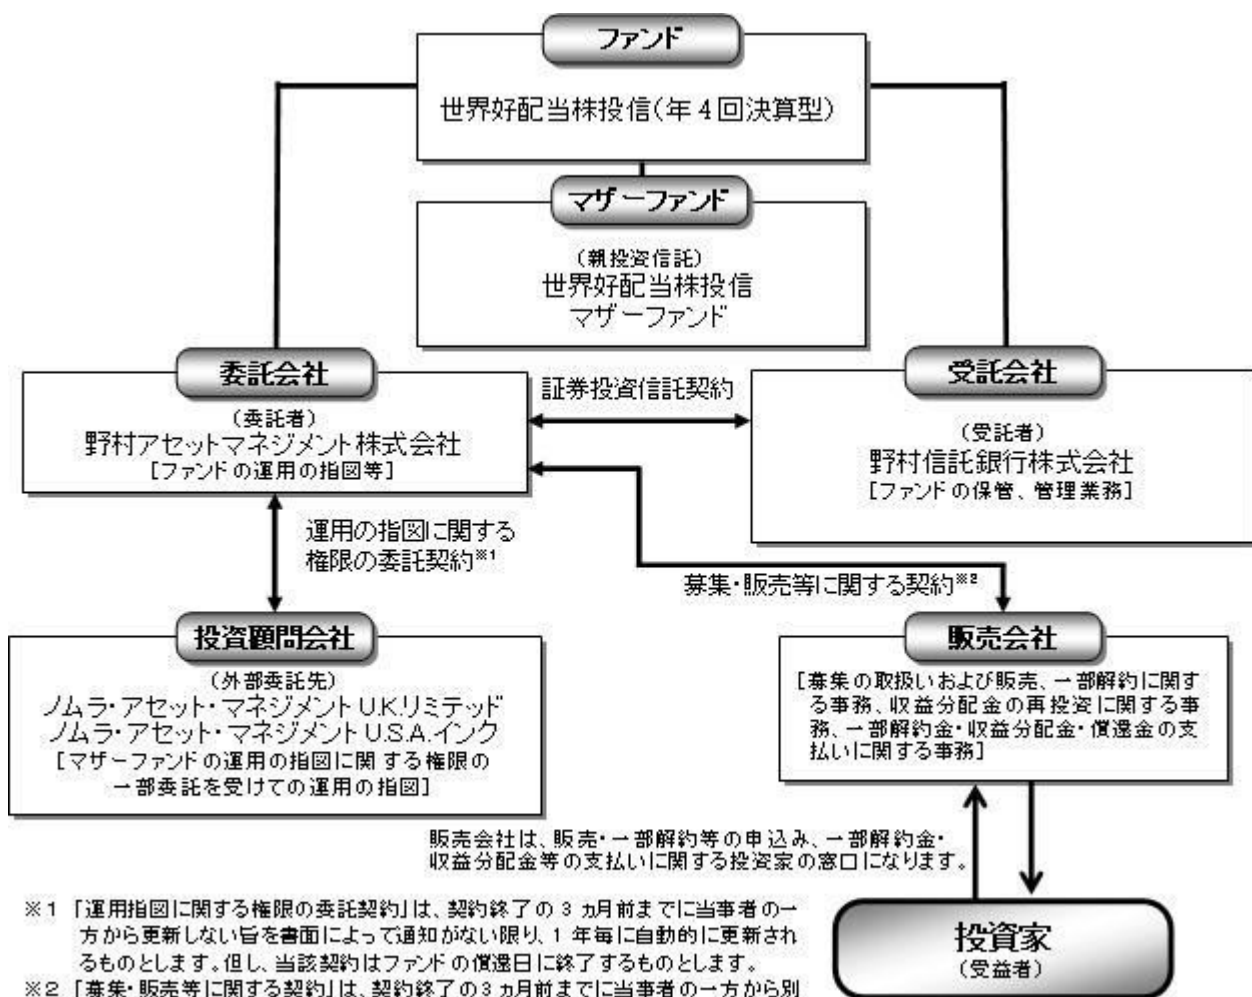 ファンド
世界好配当株投信(年4回決算型)
マザーファンド
(親投資信託)
世界好配当株投信
マザーファンド
委託会社
(委託者)
野村アセットマネジメント株式会社
[ファンドの運用の指図等]
証券投資信託契約
受託会社
(受託者)
野村信託銀行株式会社
[ファンドの保管、管理業務]
運用の指図に関する
権限の委託契約※1
募集・販売等に関する契約※2
投資顧問会社
(外部委託先)
ノムラ・アセット・マネジメントU.K.リミテッド
ノムラ・アセット・マネジメントU.S.A.インク
[マザーファンドの運用の指図に関する権限の
一部委託を受けての運用の指図]
販売会社
[募集の取扱いおよび販売、一部解約に関す
る事務、収益分配金の再投資に関する事
務、一部解約金・収益分配金・償還金の支
払いに関する事務]
販売会社は、販売・一部解約等の申込み、一部解約金・
収益分配金等の支払いに関する投資家の窓口になります。
投資家
(受益者)
※1 「運用指図に関する権限の委託契約」は、契約終了の3ヵ月前までに当事者の一
方から更新しない旨を書面によって通知がない限り、1年毎に自動的に更新され
るものとします。但し、当該契約はファンドの償還日に終了するものとします。
※2 「募集・販売等に関する契約」は、契約終了の3ヵ月前までに当事者の一方から別